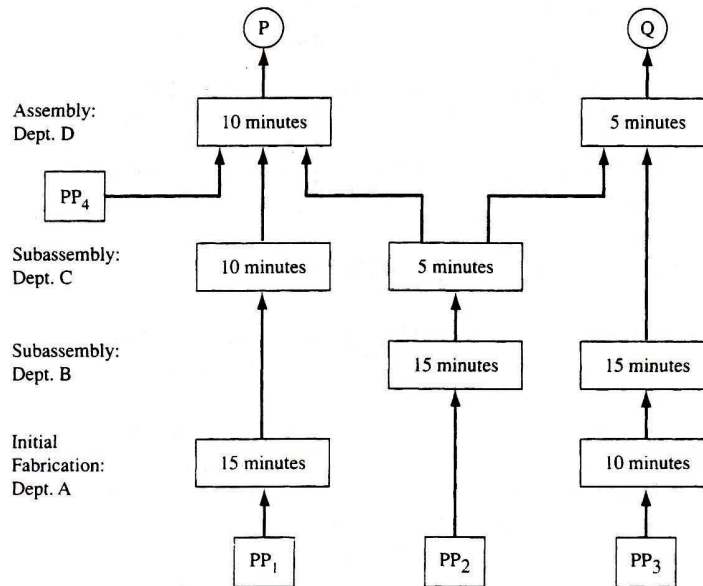 P
Q
Assembly:
Dept. D
10 minutes
5 minutes
PP4
Subassembly:
Dept. C
10 minutes
5 minutes
Subassembly:
Dept. B
15 minutes
15 minutes
Initial
Fabrication:
Dept. A
15 minutes
10 minutes
PP1
PP2
PP3